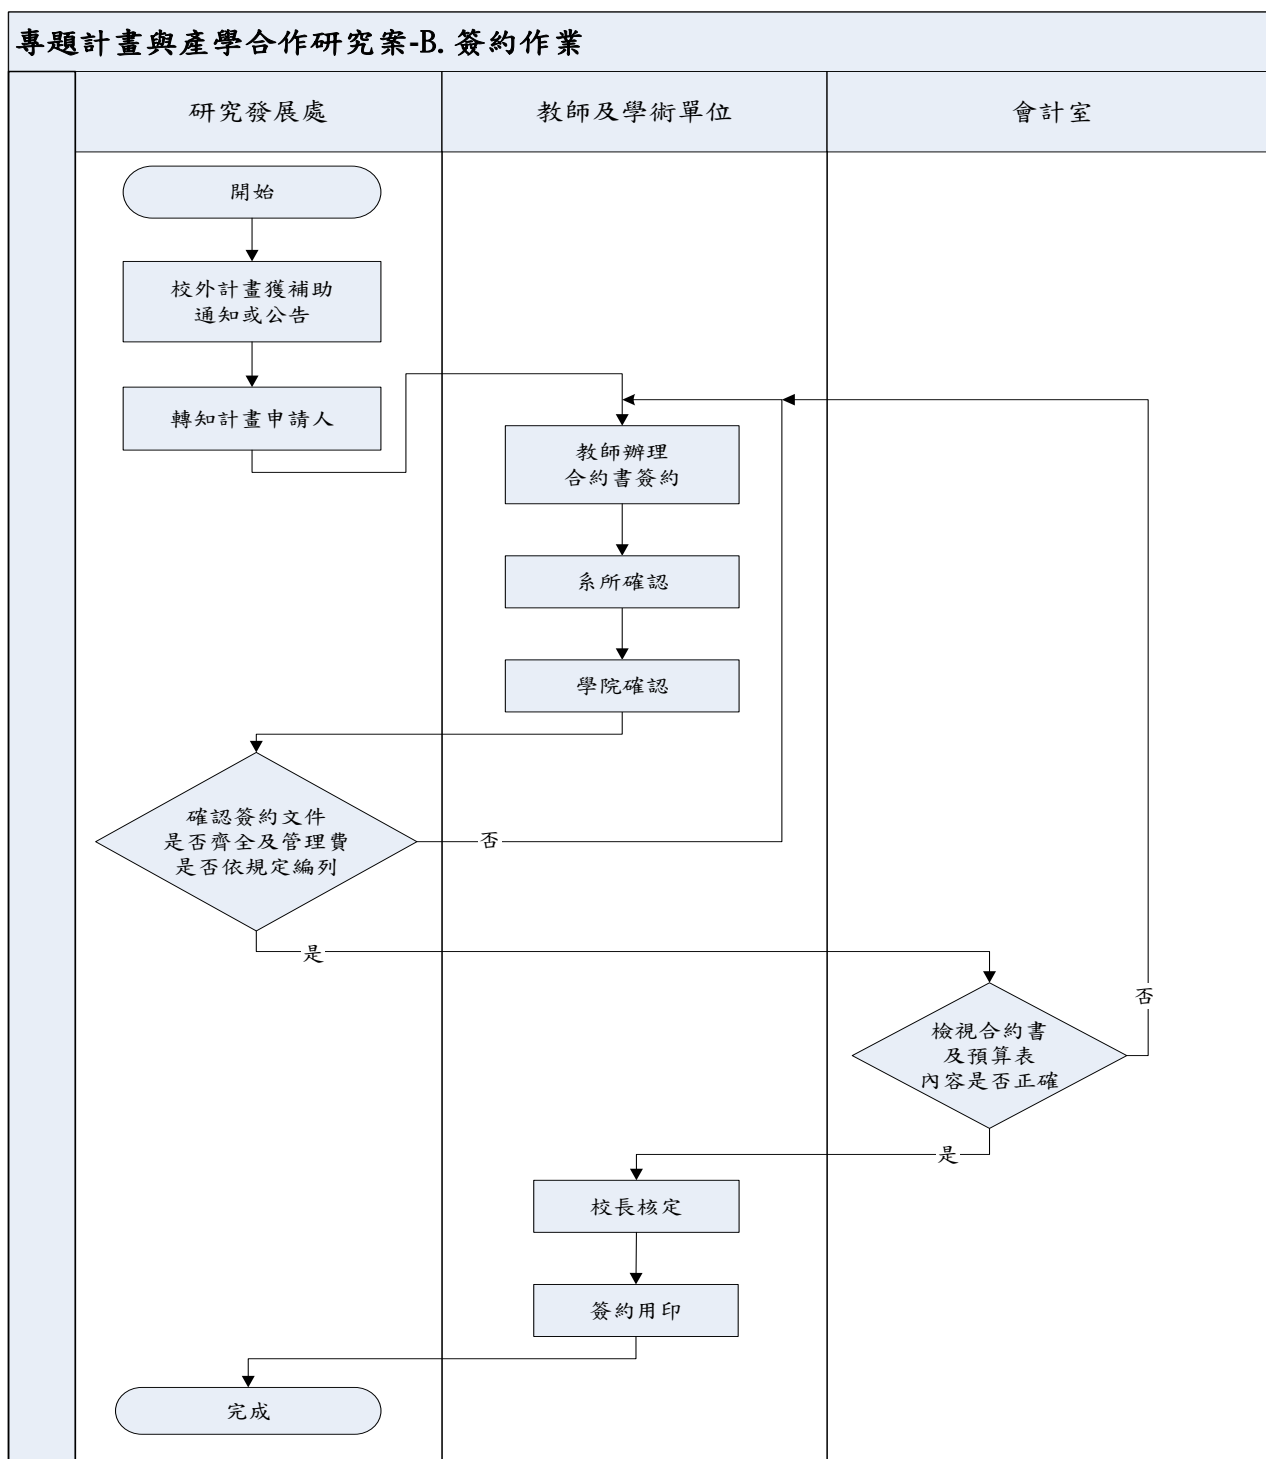 專題計畫與產學合作研究案-B. 簽約作業
研究發展處
教師及學術單位
會計室
開始
校外計畫獲補助
通知或公告
轉知計畫申請人
教師辦理
合約書簽約
系所確認
學院確認
確認簽約文件
是否齊全及管理費
是否依規定編列
否
是
否
檢視合約書
及預算表
內容是否正確
是
校長核定
簽約用印
完成